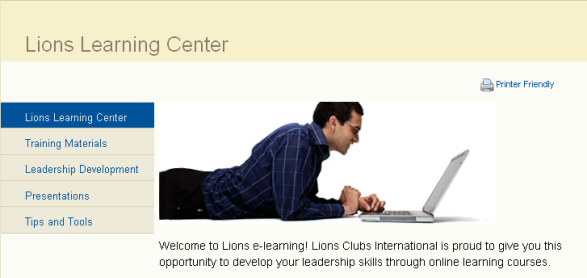 Lions Learning Center
Printer Friendly
Lions Learning Center
Training Materials
Leadership Development
Presentations
Tips and Tools
Welcome to Lions e-learning! Lions Clubs International is proud to give you this
opportunity to develop your leadership skills through online learning courses.